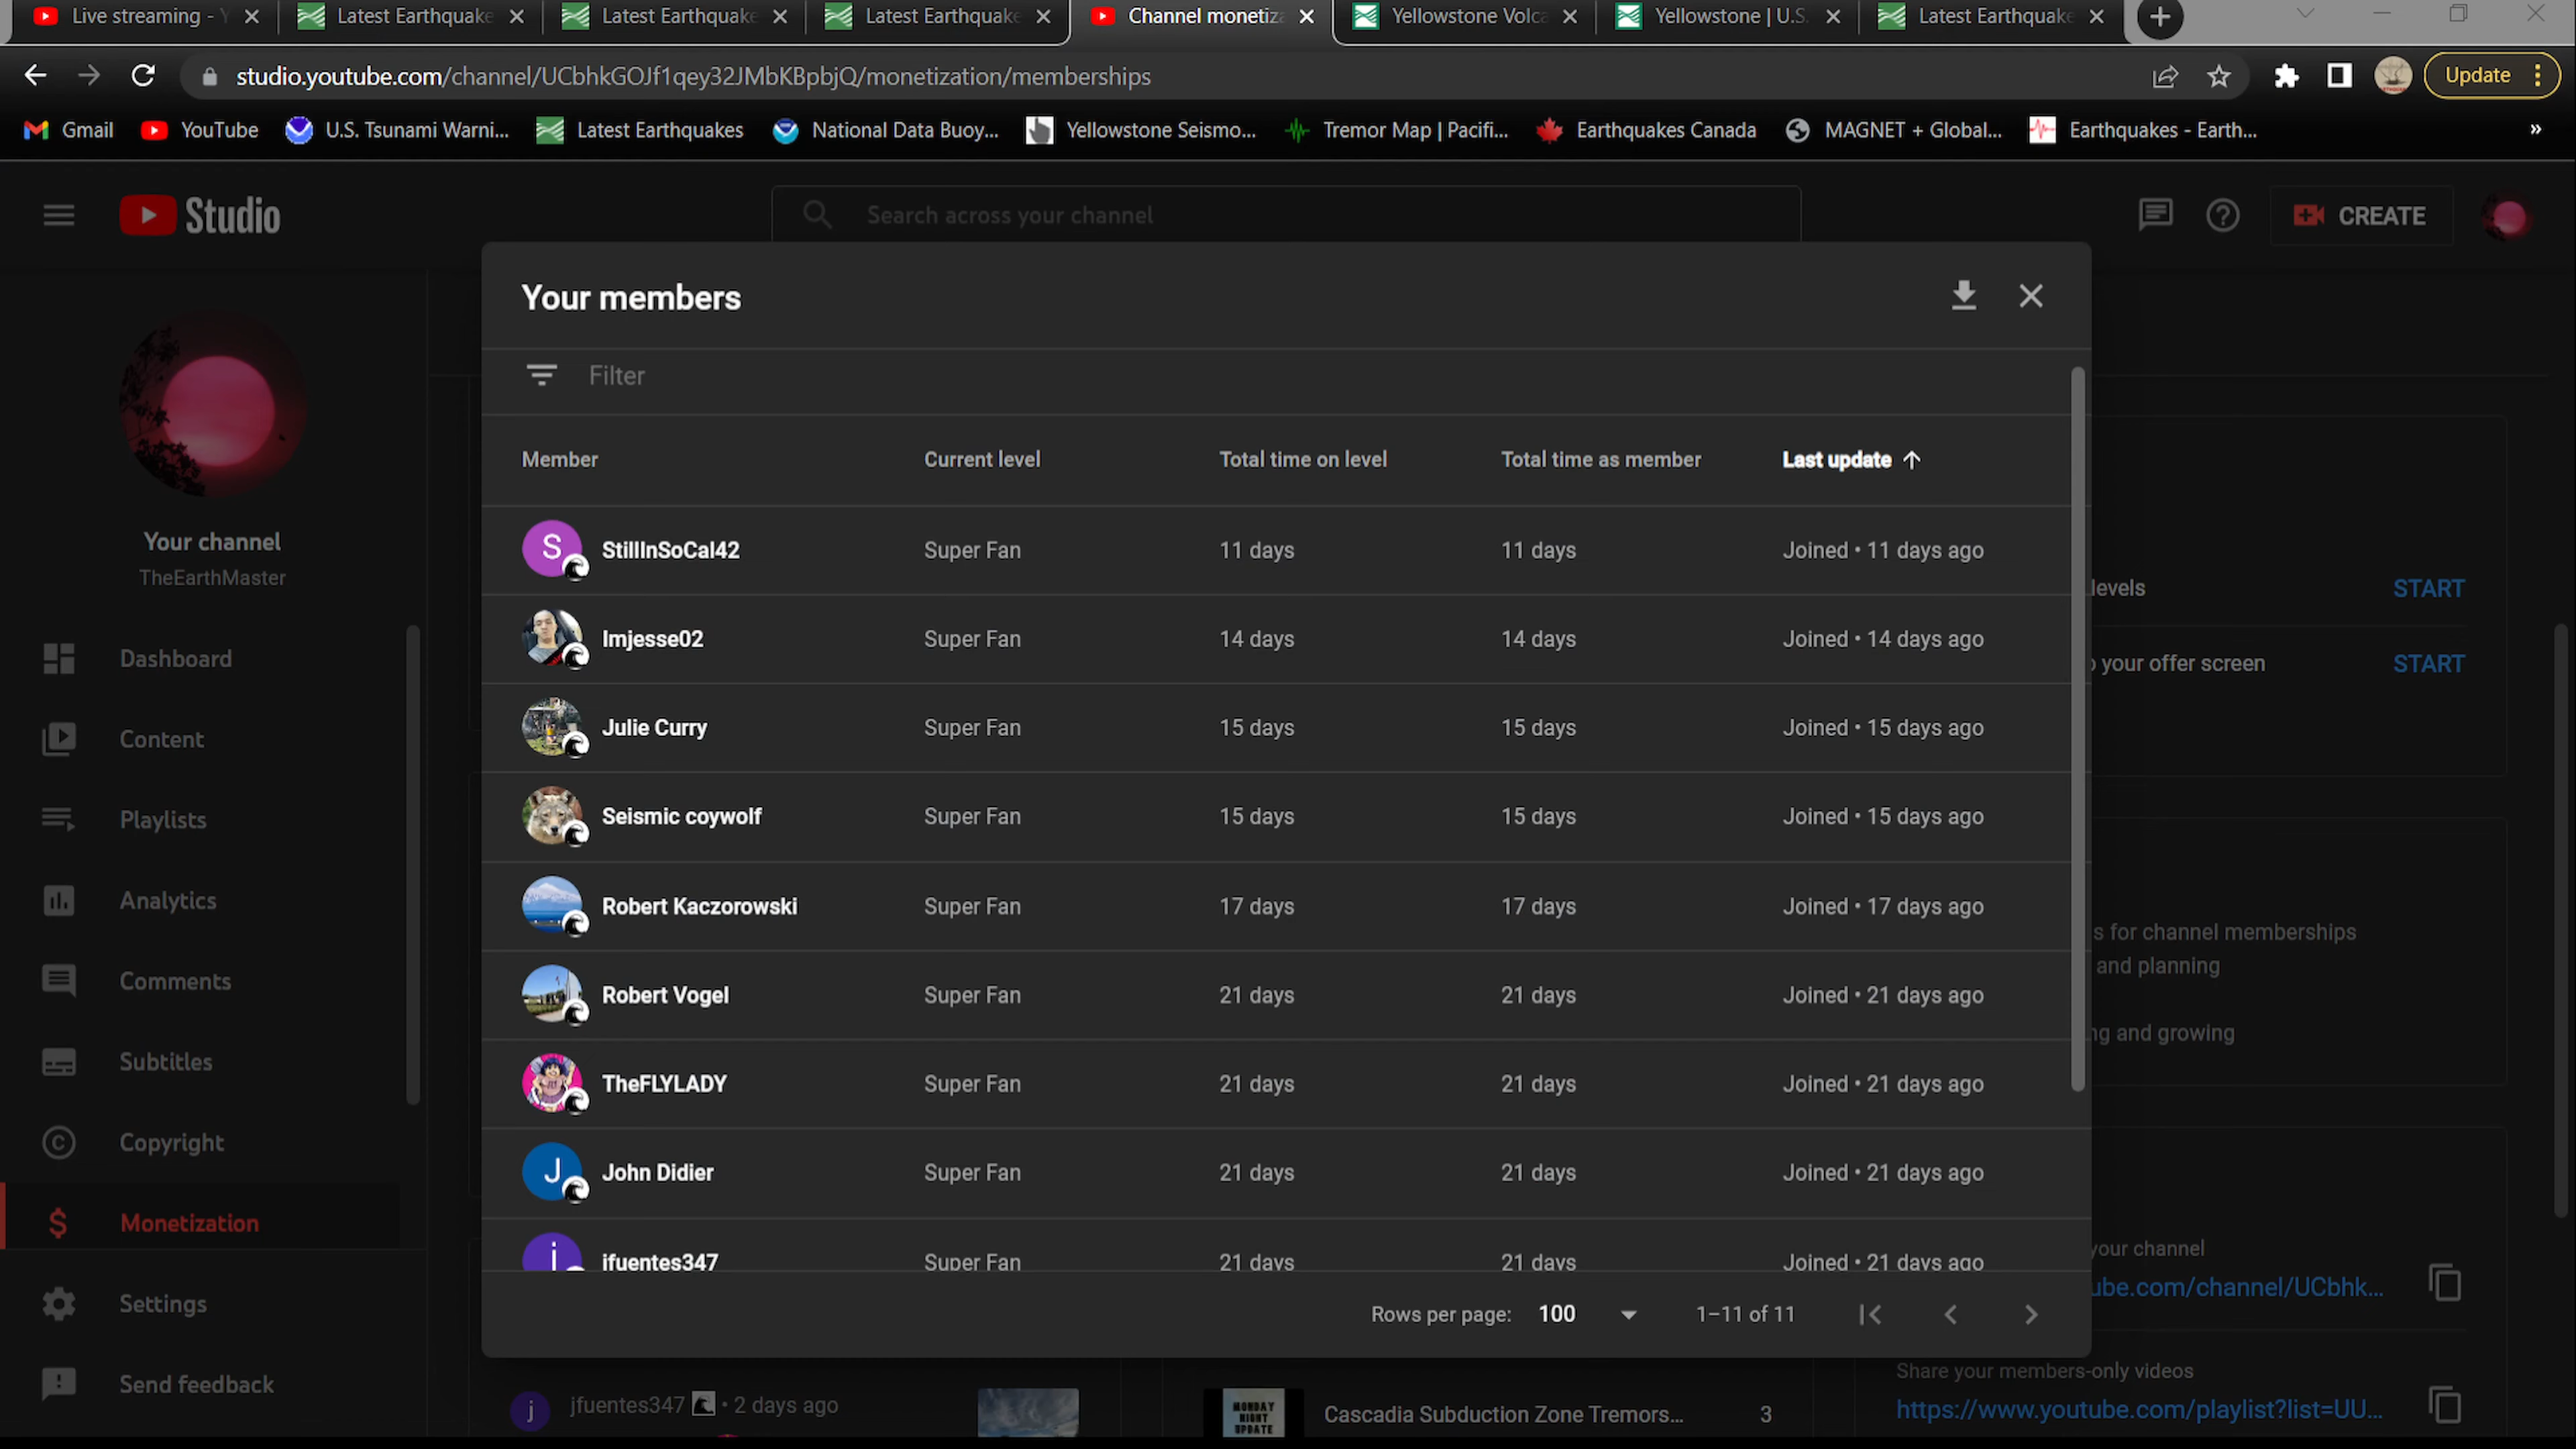 Live streaming - Y
Latest Earthquake
Latest Earthquake
Latest Earthquake
Channel monetiza
Yellowstone Volca
Yellowstone | U.S.
Latest Earthquake
studio.youtube.com/channel/UCbhkGOJf1qey32JMbKBpbjQ/monetization/memberships
Update
Gmail
YouTube
U.S. Tsunami Warni...
Latest Earthquakes
National Data Buoy...
Yellowstone Seismo...
Tremor Map | Pacifi...
Earthquakes Canada
MAGNET + Global...
Earthquakes - Earth...
»
Studio
Search across your channel
CREATE
Your channel
TheEarthMaster
Dashboard
Content
Playlists
Analytics
Comments
Subtitles
Copyright
Monetization
Settings
Send feedback
Your members
Filter
Member Current level Total time on level Total time as member Last update
S StillInSoCal42 Super Fan 11 days 11 days Joined • 11 days ago
Imjesse02 Super Fan 14 days 14 days Joined • 14 days ago
Julie Curry Super Fan 15 days 15 days Joined • 15 days ago
Seismic coywolf Super Fan 15 days 15 days Joined • 15 days ago
Robert Kaczorowski Super Fan 17 days 17 days Joined • 17 days ago
Robert Vogel Super Fan 21 days 21 days Joined • 21 days ago
TheFLYLADY Super Fan 21 days 21 days Joined • 21 days ago
J John Didier Super Fan 21 days 21 days Joined • 21 days ago
j jfuentes347 Super Fan 21 days 21 days Joined • 21 days ago
Rows per page: 100 1–11 of 11
levels START
o your offer screen START
s for channel memberships
and planning
ng and growing
your channel
ube.com/channel/UCbhk...
Share your members-only videos
https://www.youtube.com/playlist?list=UU...
j jfuentes347 • 2 days ago
MONDAY
NIGHT
UPDATE
Cascadia Subduction Zone Tremors... 3